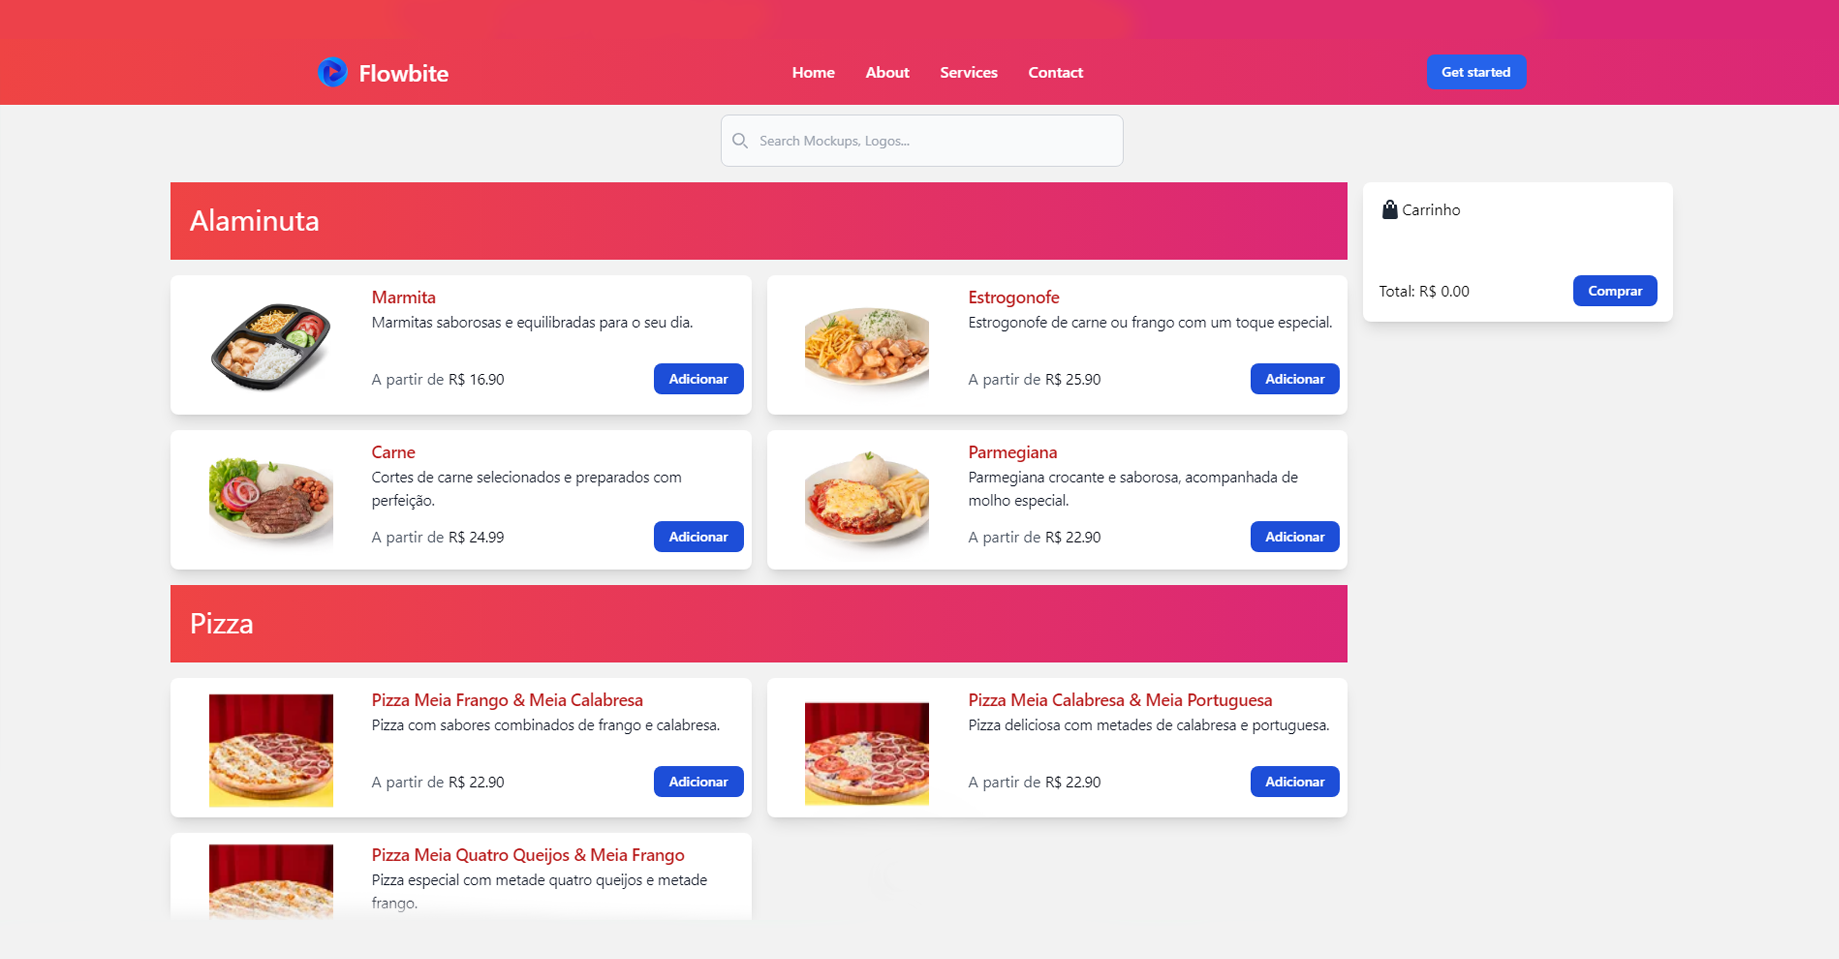 Flowbite
Home About Services Contact
Get started
Search Mockups, Logos...
Alaminuta
Carrinho
Total: R$ 0.00
Comprar
Marmita
Marmitas saborosas e equilibradas para o seu dia.
A partir de R$ 16.90
Adicionar
Estrogonofe
Estrogonofe de carne ou frango com um toque especial.
A partir de R$ 25.90
Adicionar
Carne
Cortes de carne selecionados e preparados com
perfeição.
A partir de R$ 24.99
Adicionar
Parmegiana
Parmegiana crocante e saborosa, acompanhada de
molho especial.
A partir de R$ 22.90
Adicionar
Pizza
Pizza Meia Frango & Meia Calabresa
Pizza com sabores combinados de frango e calabresa.
A partir de R$ 22.90
Adicionar
Pizza Meia Calabresa & Meia Portuguesa
Pizza deliciosa com metades de calabresa e portuguesa.
A partir de R$ 22.90
Adicionar
Pizza Meia Quatro Queijos & Meia Frango
Pizza especial com metade quatro queijos e metade
frango.